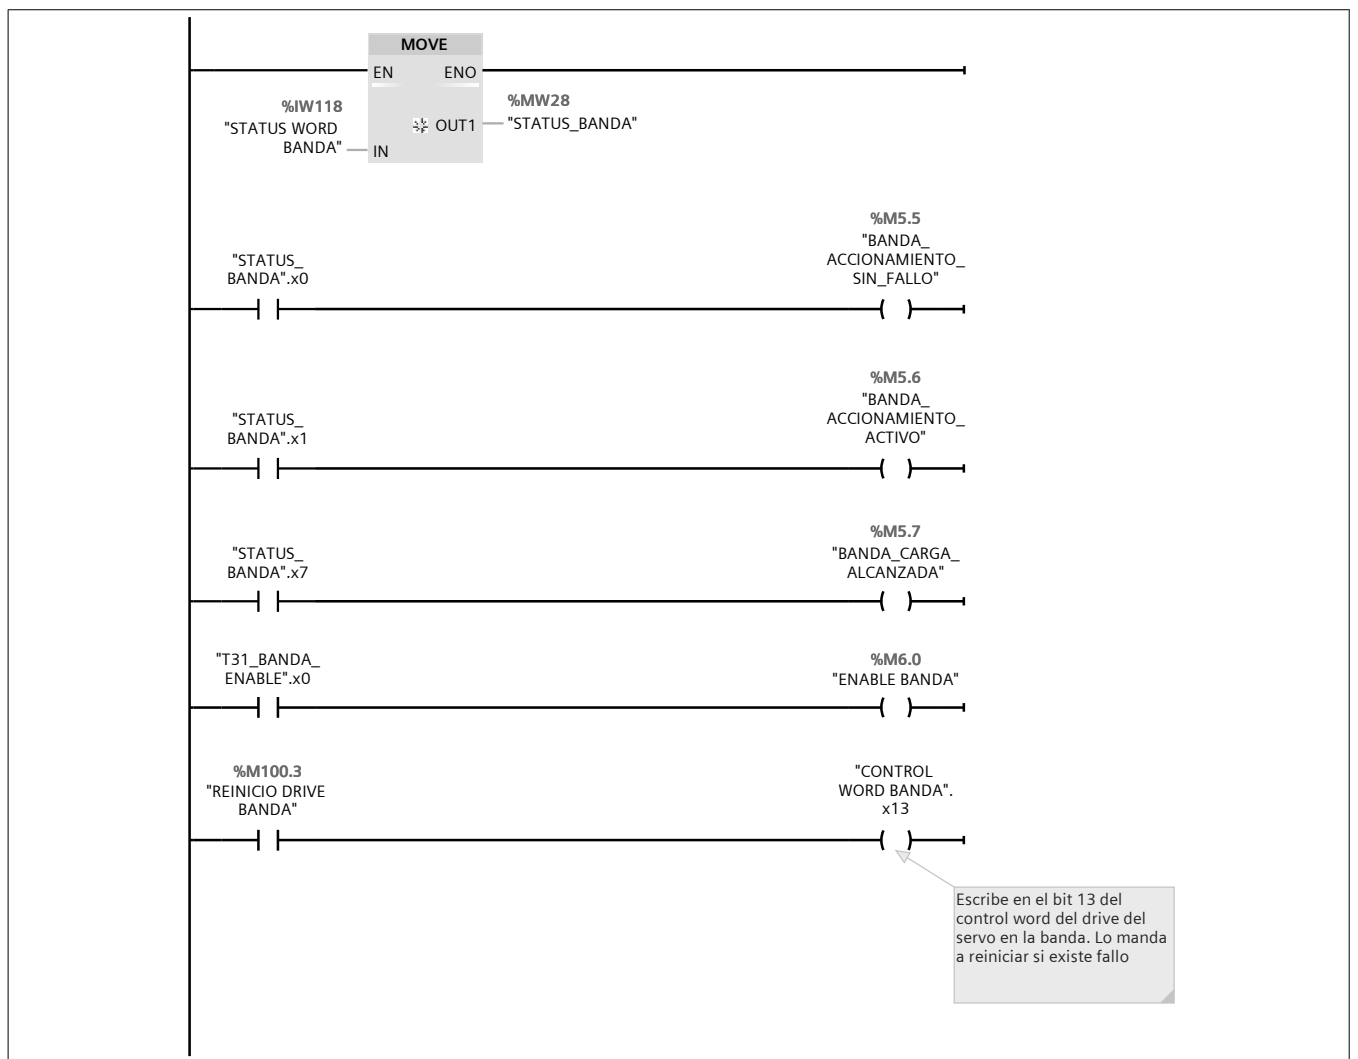 MOVE
EN ENO
%IW118
"STATUS WORD
BANDA"
IN
OUT1
%MW28
"STATUS_BANDA"
"STATUS_
BANDA".x0
%M5.5
"BANDA_
ACCIONAMIENTO_
SIN_FALLO"
"STATUS_
BANDA".x1
%M5.6
"BANDA_
ACCIONAMIENTO_
ACTIVO"
"STATUS_
BANDA".x7
%M5.7
"BANDA_CARGA_
ALCANZADA"
"T31_BANDA_
ENABLE".x0
%M6.0
"ENABLE BANDA"
%M100.3
"REINICIO DRIVE
BANDA"
"CONTROL
WORD BANDA".
x13
Escribe en el bit 13 del
control word del drive del
servo en la banda. Lo manda
a reiniciar si existe fallo